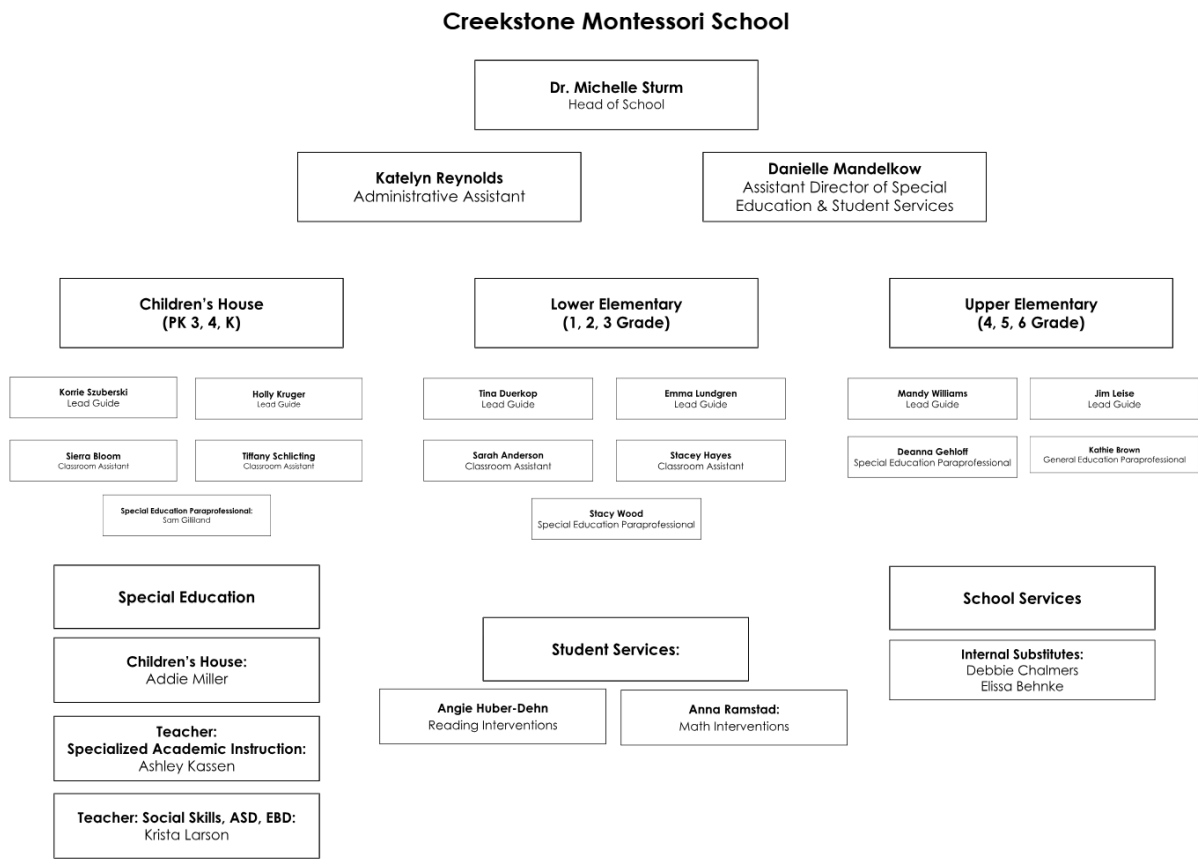 Creekstone Montessori School
Dr. Michelle Sturm
Head of School
Katelyn Reynolds
Administrative Assistant
Danielle Mandelkow
Assistant Director of Special
Education & Student Services
Children's House
(PK 3, 4, K)
Lower Elementary
(1, 2, 3 Grade)
Upper Elementary
(4, 5, 6 Grade)
Korrie Szuberski
Lead Guide
Holly Kruger
Lead Guide
Tina Duerkop
Lead Guide
Emma Lundgren
Lead Guide
Mandy Williams
Lead Guide
Jim Leise
Lead Guide
Sierra Bloom
Classroom Assistant
Tiffany Schlicting
Classroom Assistant
Sarah Anderson
Classroom Assistant
Stacey Hayes
Classroom Assistant
Deanna Gehloff
Special Education Paraprofessional
Kathie Brown
General Education Paraprofessional
Special Education Paraprofessional:
Sam Gilliland
Stacy Wood
Special Education Paraprofessional
Special Education
Children's House:
Addie Miller
Teacher:
Specialized Academic Instruction:
Ashley Kassen
Teacher: Social Skills, ASD, EBD:
Krista Larson
Student Services:
Angie Huber-Dehn
Reading Interventions
Anna Ramstad:
Math Interventions
School Services
Internal Substitutes:
Debbie Chalmers
Elissa Behnke